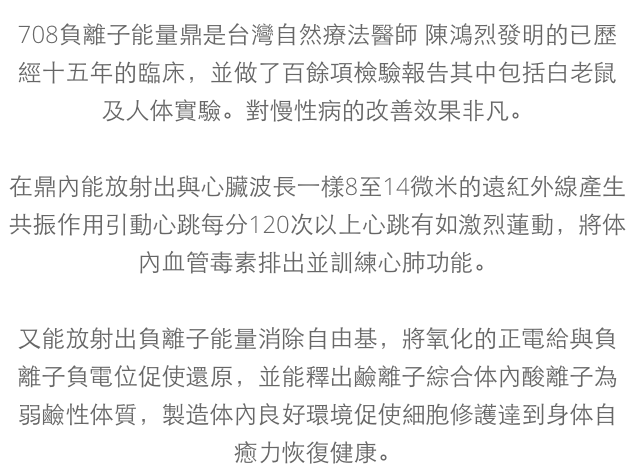 708負離子能量鼎是台灣自然療法醫師 陳鴻烈發明的已歷
經十五年的臨床，並做了百餘項檢驗報告其中包括白老鼠
及人体實驗。對慢性病的改善效果非凡。
在鼎內能放射出與心臟波長一樣8至14微米的遠紅外線產生
共振作用引動心跳每分120次以上心跳有如激烈蓮動，將体
內血管毒素排出並訓練心肺功能。
又能放射出負離子能量消除自由基，將氧化的正電給與負
離子負電位促使還原，並能釋出鹼離子綜合体內酸離子為
弱鹼性体質，製造体內良好環境促使細胞修護達到身体自
癒力恢復健康。